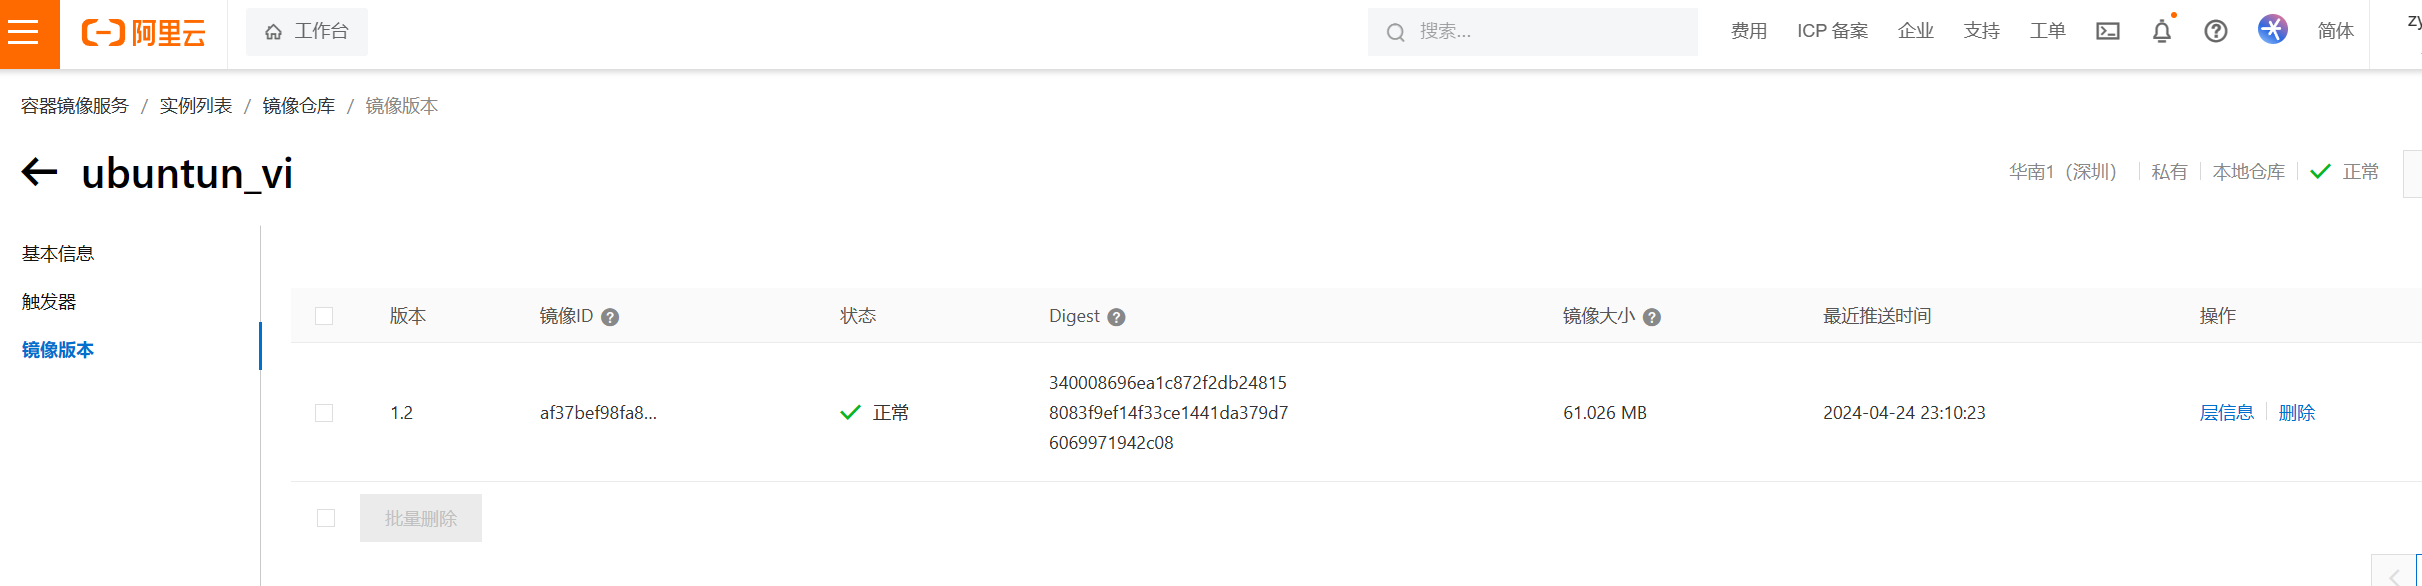 阿里云 工作台 搜索... 费用 ICP 备案 企业 支持 工单 简体 zy
容器镜像服务 / 实例列表 / 镜像仓库 / 镜像版本
ubuntun_vi 华南1（深圳） 私有 本地仓库 正常
基本信息
触发器
镜像版本
版本 镜像ID 状态 Digest 镜像大小 最近推送时间 操作
1.2 af37bef98fa8... 正常 340008696ea1c872f2db24815
8083f9ef14f33ce1441da379d7
6069971942c08
61.026 MB 2024-04-24 23:10:23 层信息 删除
批量删除